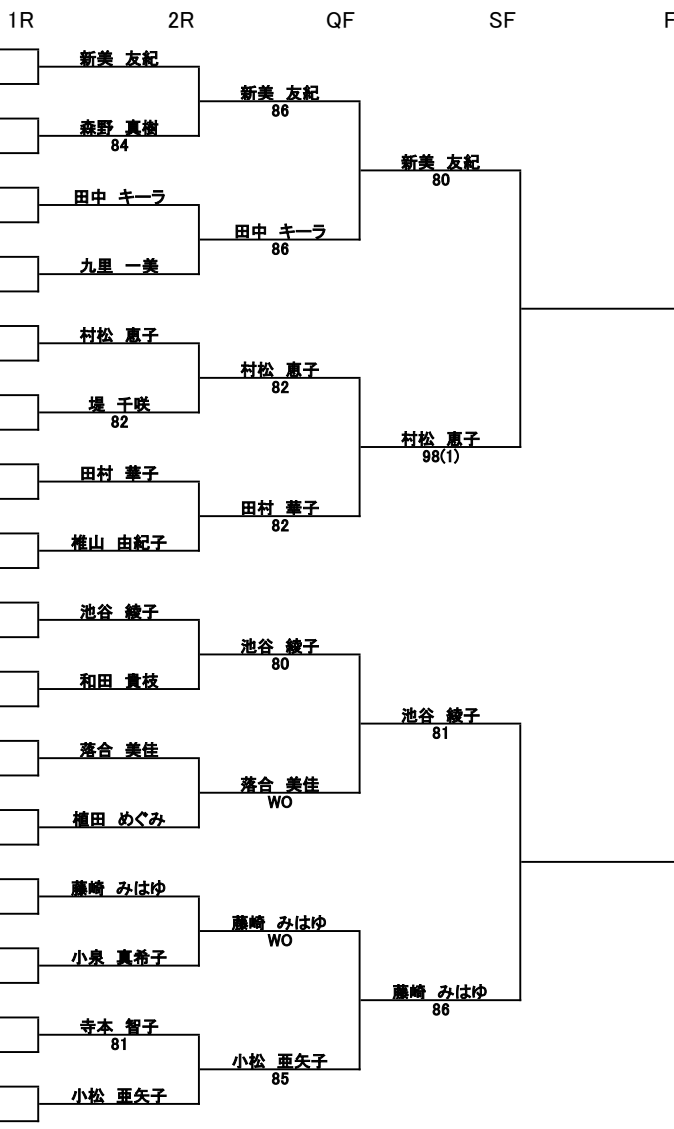 1R 2R QF SF F
新美 友紀
新美 友紀
86
森野 真樹
84
新美 友紀
80
田中 キーラ
田中 キーラ
86
九里 一美
村松 恵子
村松 恵子
82
堤 千咲
82
村松 恵子
98(1)
田村 華子
田村 華子
82
椎山 由紀子
池谷 綾子
池谷 綾子
80
和田 貴枝
池谷 綾子
81
落合 美佳
落合 美佳
WO
植田 めぐみ
藤崎 みはゆ
藤崎 みはゆ
WO
小泉 真希子
藤崎 みはゆ
86
寺本 智子
81
小松 亜矢子
85
小松 亜矢子